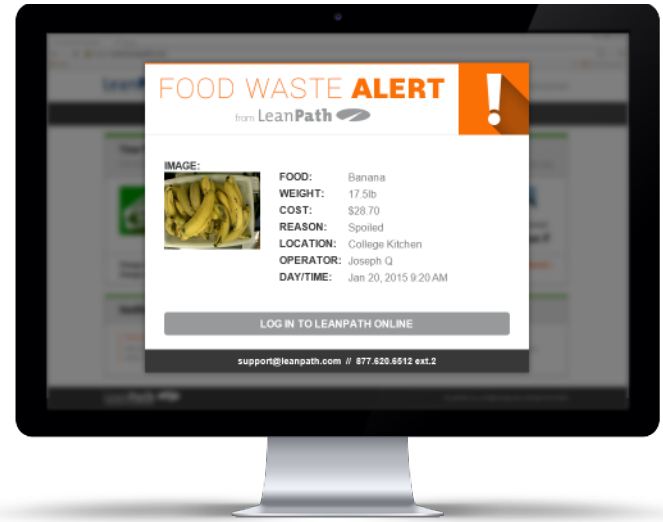 FOOD WASTE ALERT
from LeanPath
IMAGE:
FOOD: Banana
WEIGHT: 17.5lb
COST: $28.70
REASON: Spoiled
LOCATION: College Kitchen
OPERATOR: Joseph Q
DAY/TIME: Jan 20, 2015 9:20 AM
LOG IN TO LEANPATH ONLINE
support@leanpath.com // 877.620.6512 ext.2
LeanPath